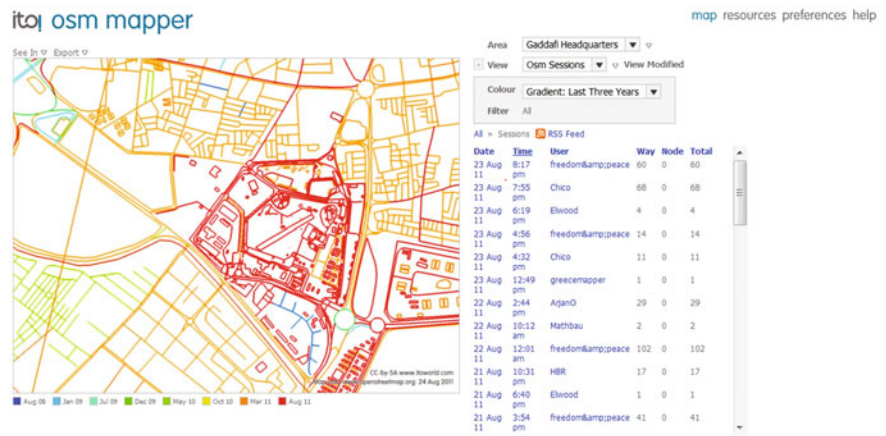 ito! osm mapper
map resources preferences help
See In ▽ Export ▽
Area Gaddafi Headquarters ▼ ▽
- View Osm Sessions ▼ ▽ View Modified
Colour Gradient: Last Three Years ▼
Filter All
All » Sessions RSS Feed
Date Time User Way Node Total
23 Aug 11 8:17 pm freedom&amp;peace 60 0 60
23 Aug 11 7:55 pm Chico 68 0 68
23 Aug 11 6:19 pm Elwood 4 0 4
23 Aug 11 4:56 pm freedom&amp;peace 14 0 14
23 Aug 11 4:32 pm Chico 11 0 11
23 Aug 11 12:49 pm greecemapper 1 0 1
22 Aug 11 2:44 pm ArjanO 29 0 29
22 Aug 11 10:12 am Mathbau 2 0 2
22 Aug 11 12:01 am freedom&amp;peace 102 0 102
21 Aug 11 10:31 pm HBR 17 0 17
21 Aug 11 6:40 pm Elwood 1 0 1
21 Aug 11 3:54 pm freedom&amp;peace 41 0 41
CC-by-SA www.itoworld.com
openstreetmap.org 24 Aug 2011
Aug 08 Jan 09 Jul 09 Dec 09 May 10 Oct 10 Mar 11 Aug 11